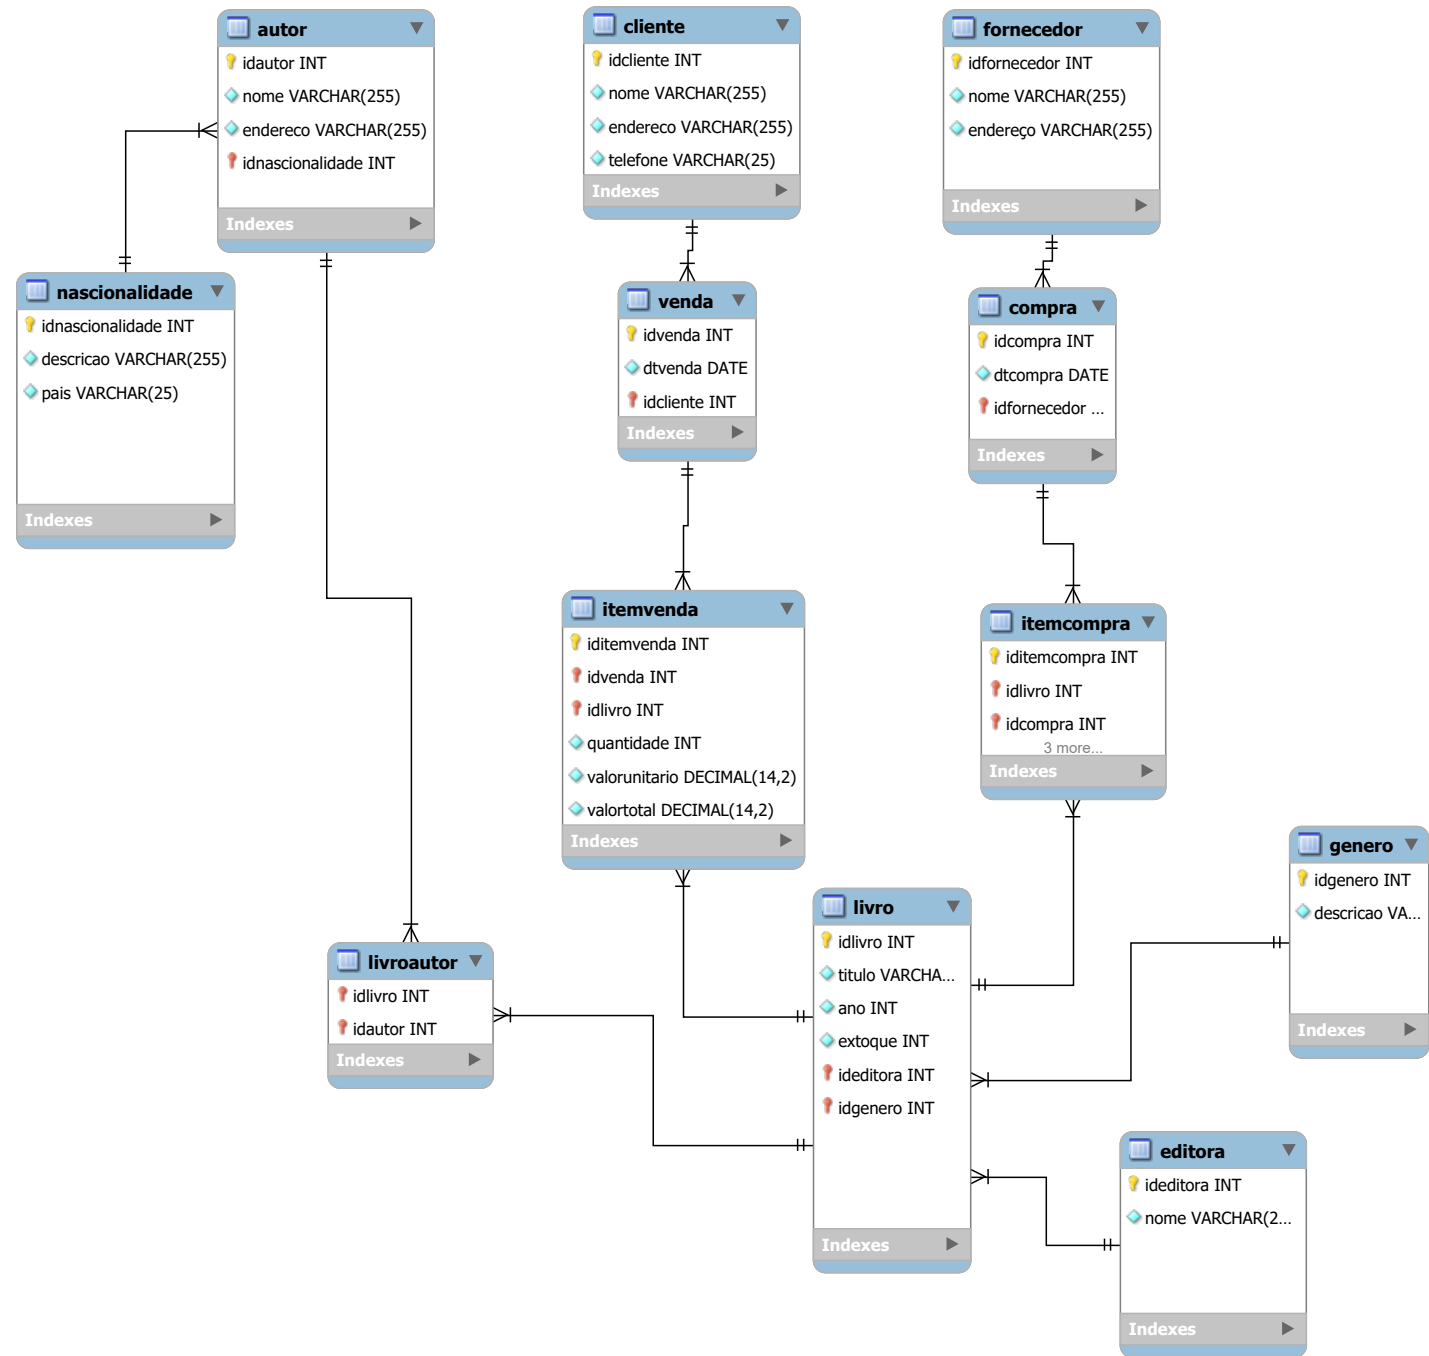 autor
idautor INT
nome VARCHAR(255)
endereco VARCHAR(255)
idnascionalidade INT
Indexes
cliente
idcliente INT
nome VARCHAR(255)
endereco VARCHAR(255)
telefone VARCHAR(25)
Indexes
fornecedor
idfornecedor INT
nome VARCHAR(255)
endereço VARCHAR(255)
Indexes
nascionalidade
idnascionalidade INT
descricao VARCHAR(255)
pais VARCHAR(25)
Indexes
venda
idvenda INT
dtvenda DATE
idcliente INT
Indexes
compra
idcompra INT
dtcompra DATE
idfornecedor ...
Indexes
itemvenda
iditemvenda INT
idvenda INT
idlivro INT
quantidade INT
valorunitario DECIMAL(14,2)
valortotal DECIMAL(14,2)
Indexes
itemcompra
iditemcompra INT
idlivro INT
idcompra INT
3 more...
Indexes
livroautor
idlivro INT
idautor INT
Indexes
livro
idlivro INT
titulo VARCHA...
ano INT
extoque INT
ideditora INT
idgenero INT
Indexes
genero
idgenero INT
descricao VA...
Indexes
editora
ideditora INT
nome VARCHAR(2...
Indexes